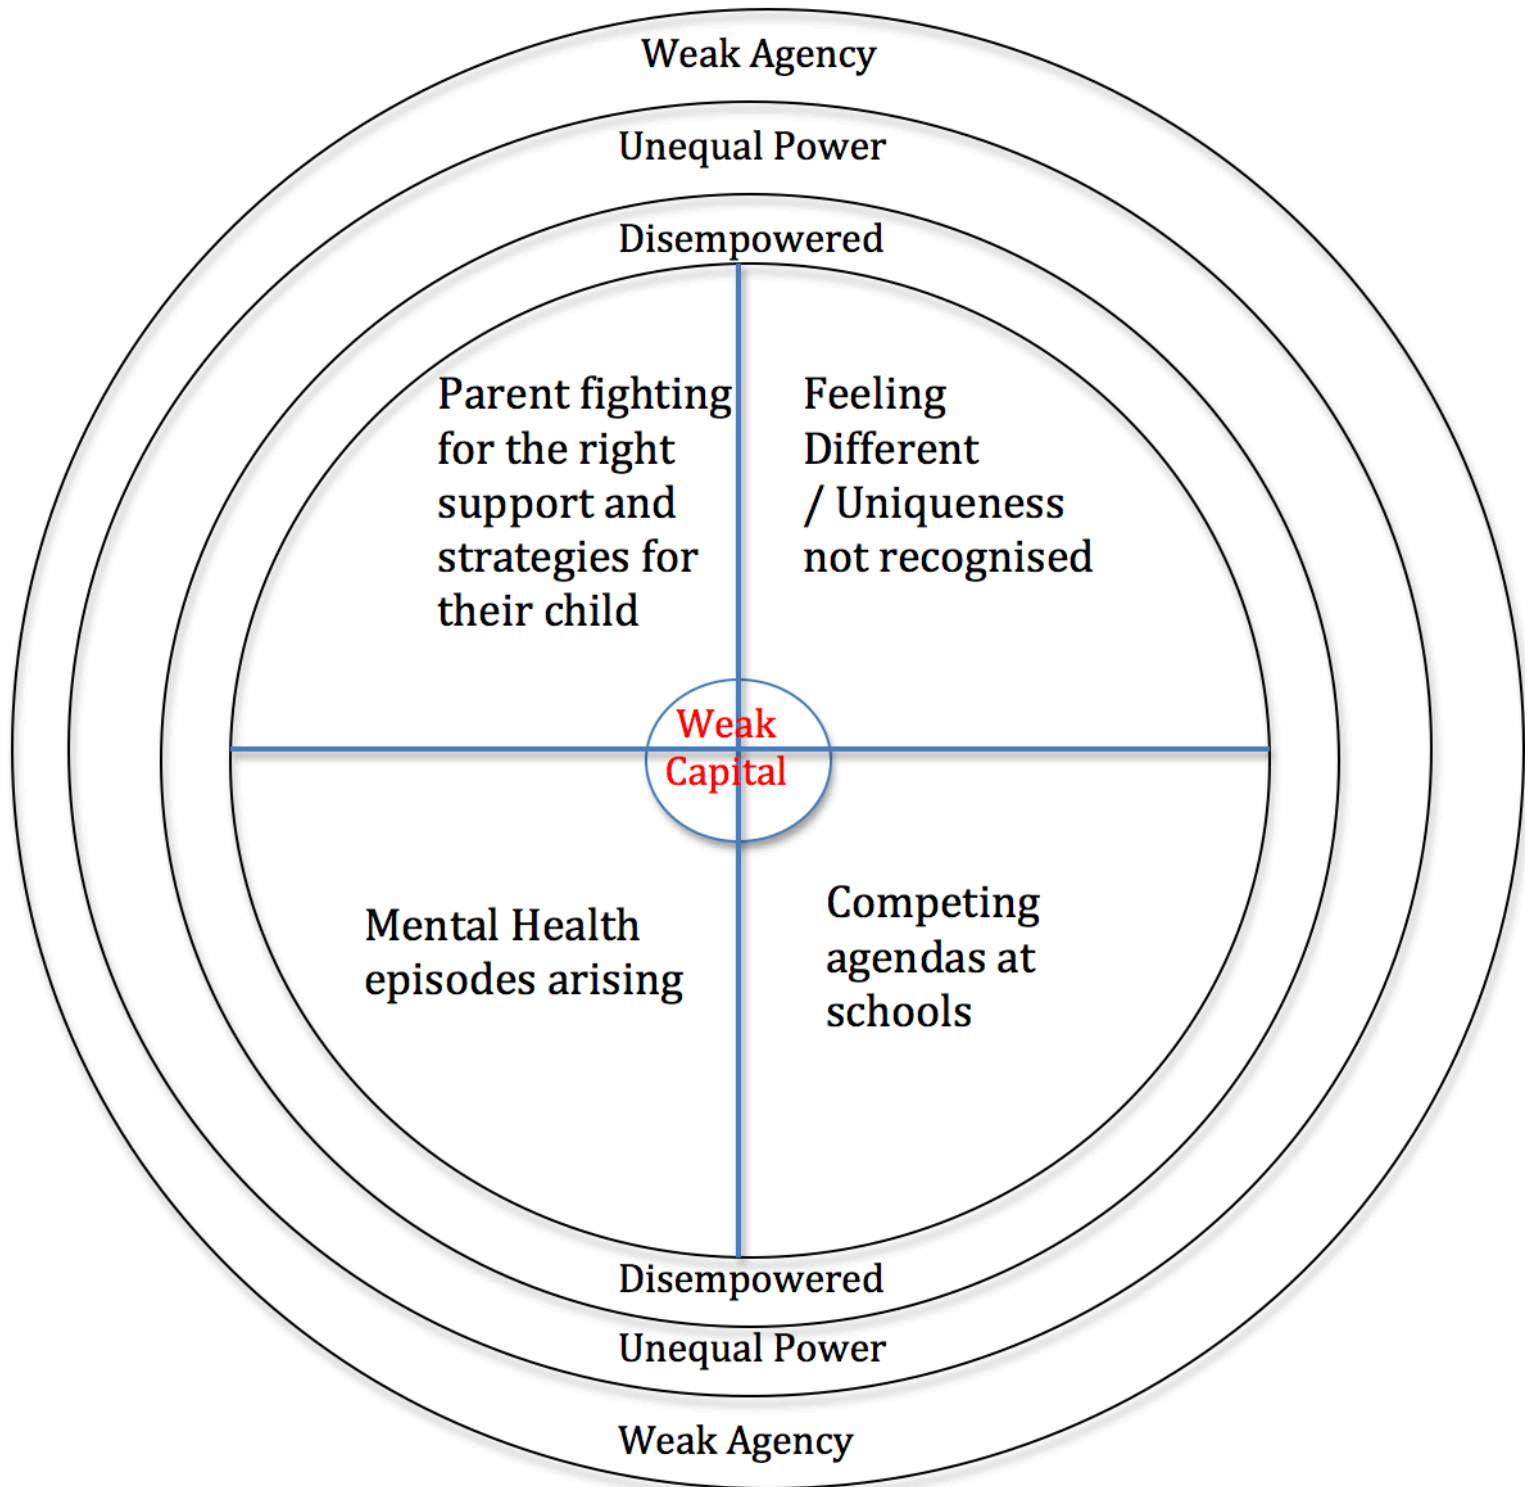 Weak Agency
Unequal Power
Disempowered
Parent fighting
for the right
support and
strategies for
their child
Feeling
Different
/ Uniqueness
not recognised
Weak
Capital
Mental Health
episodes arising
Competing
agendas at
schools
Disempowered
Unequal Power
Weak Agency